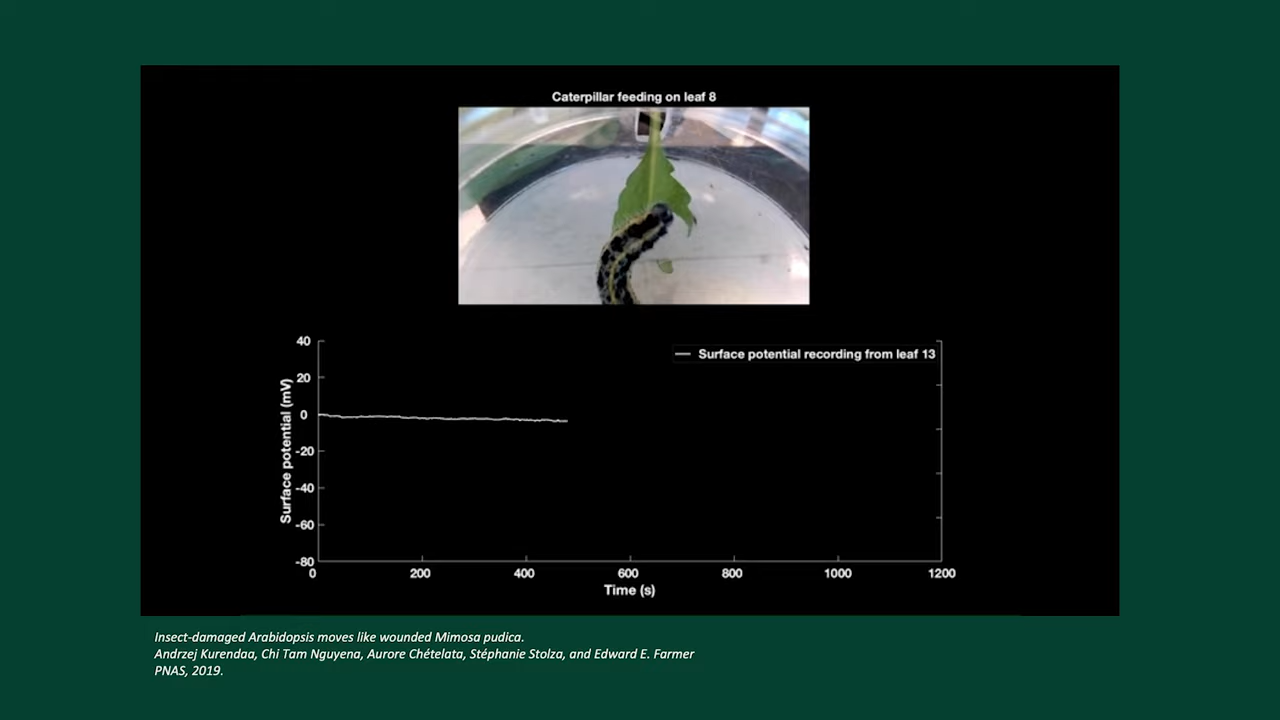 Caterpillar feeding on leaf 8
40
20
0
-20
-40
-60
-80
Surface potential (mV)
Surface potential recording from leaf 13
0 200 400 600 800 1000 1200
Time (s)
Insect-damaged Arabidopsis moves like wounded Mimosa pudica.
Andrzej Kurendaa, Chi Tam Nguyena, Aurore Chételata, Stéphanie Stolza, and Edward E. Farmer
PNAS, 2019.